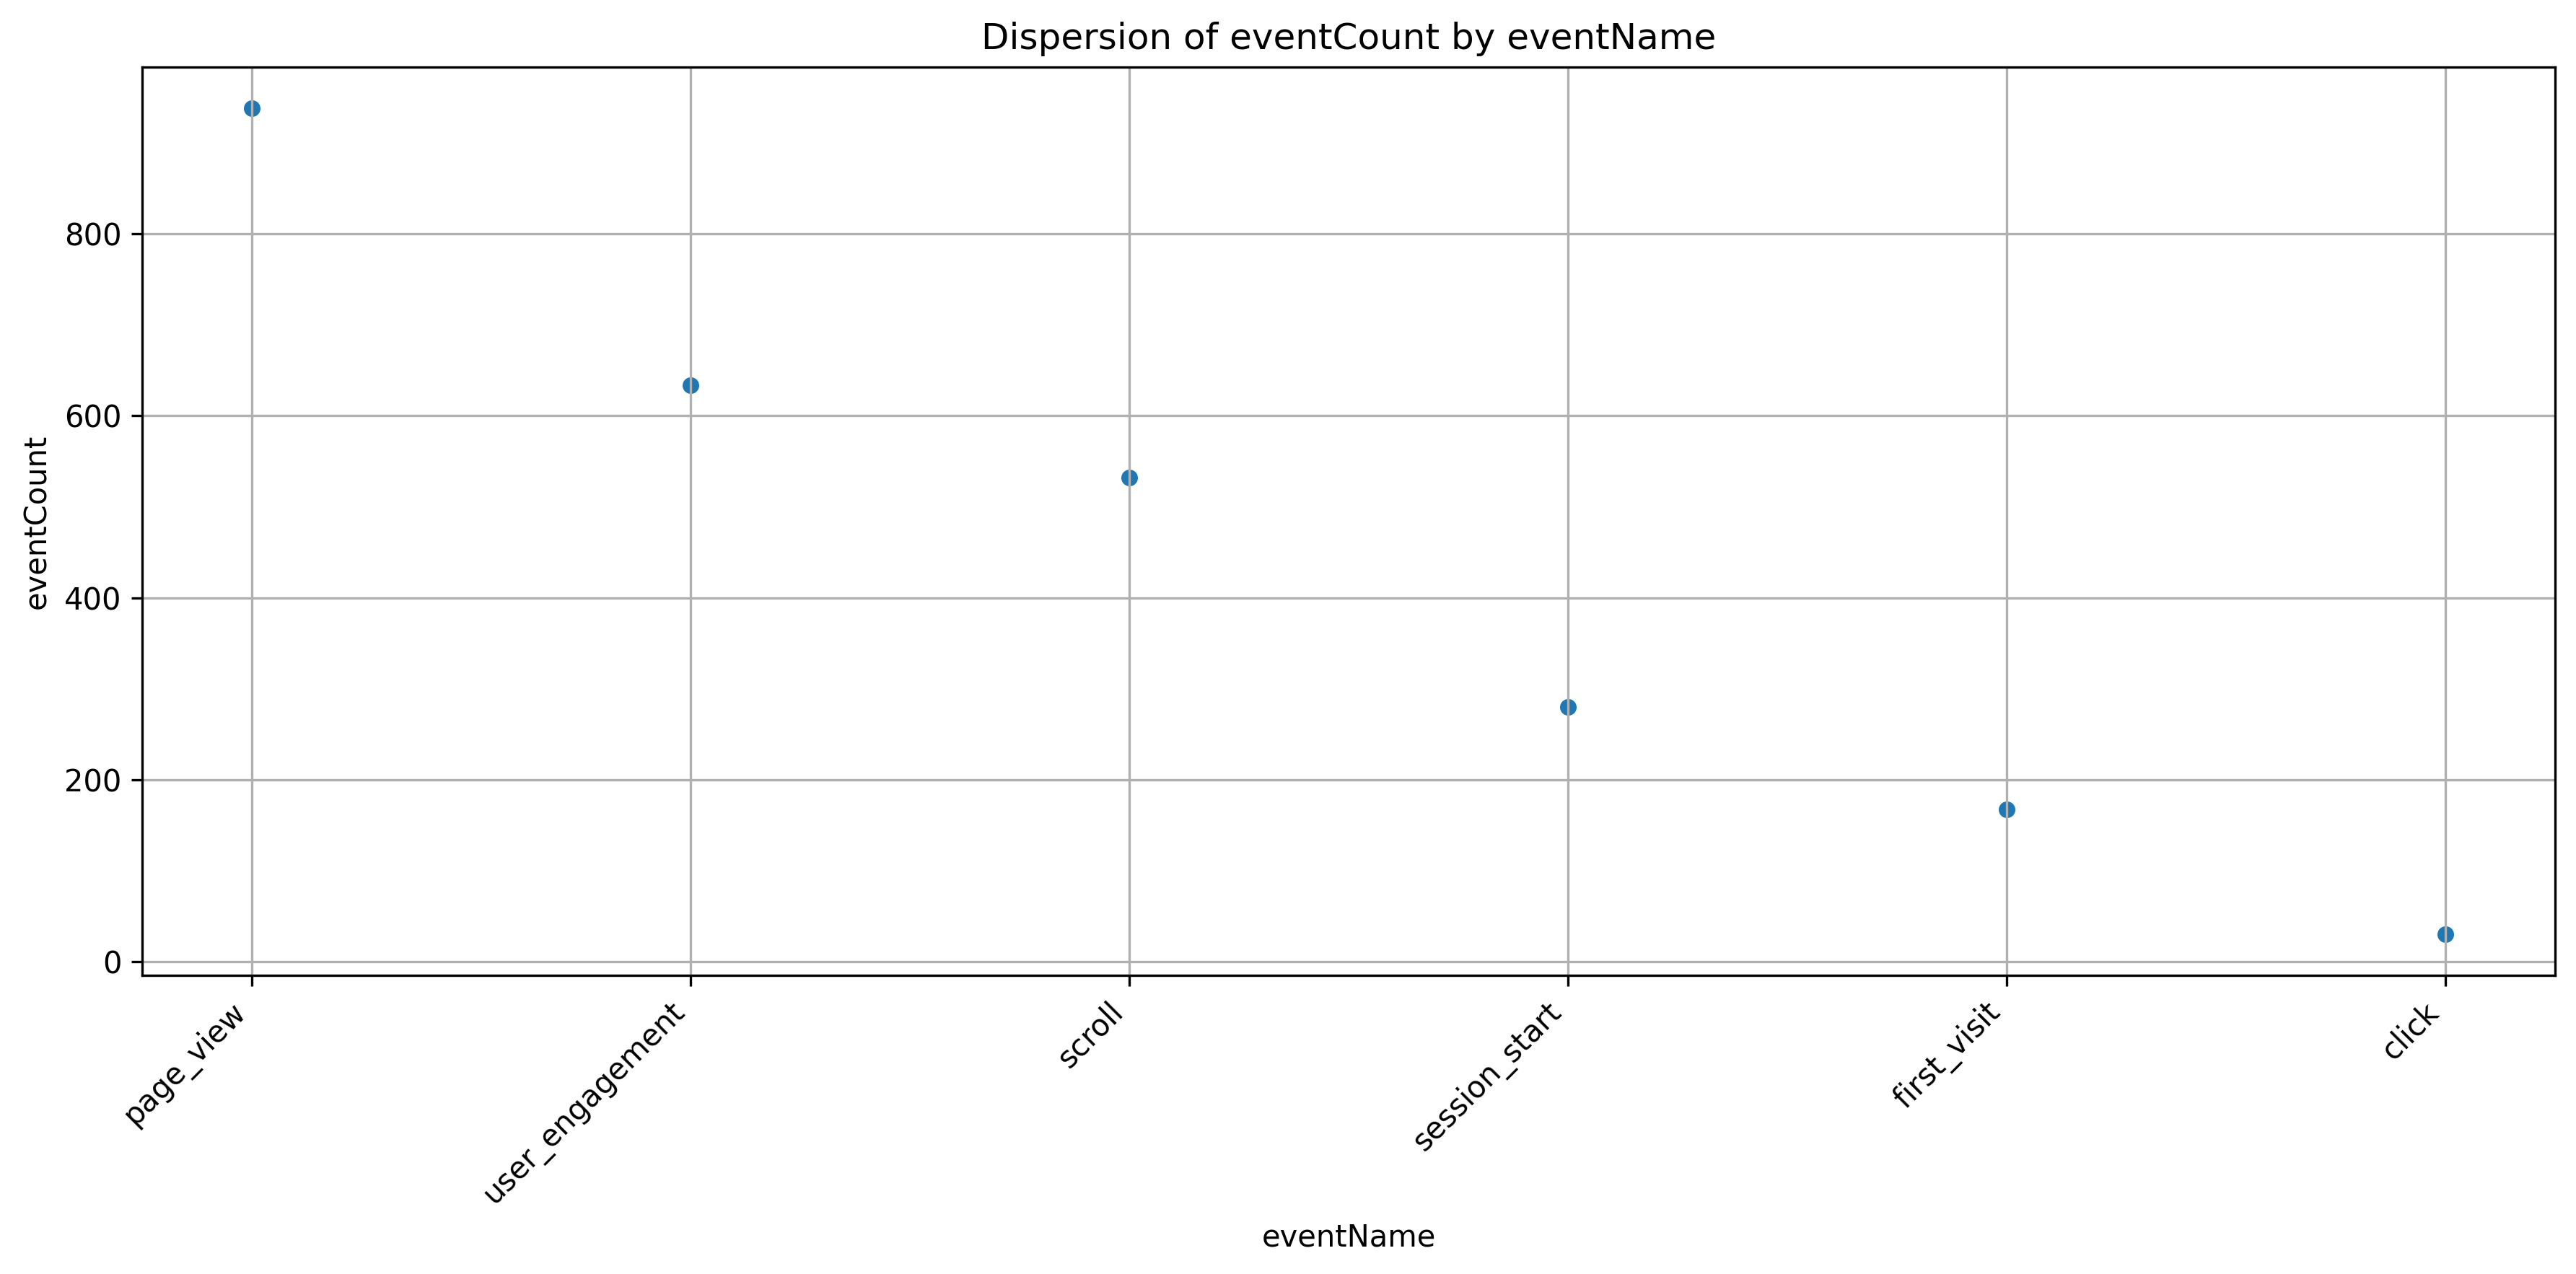 Dispersion of eventCount by eventName
eventCount
800
600
400
200
0
page_view
user_engagement
scroll
session_start
first_visit
click
eventName